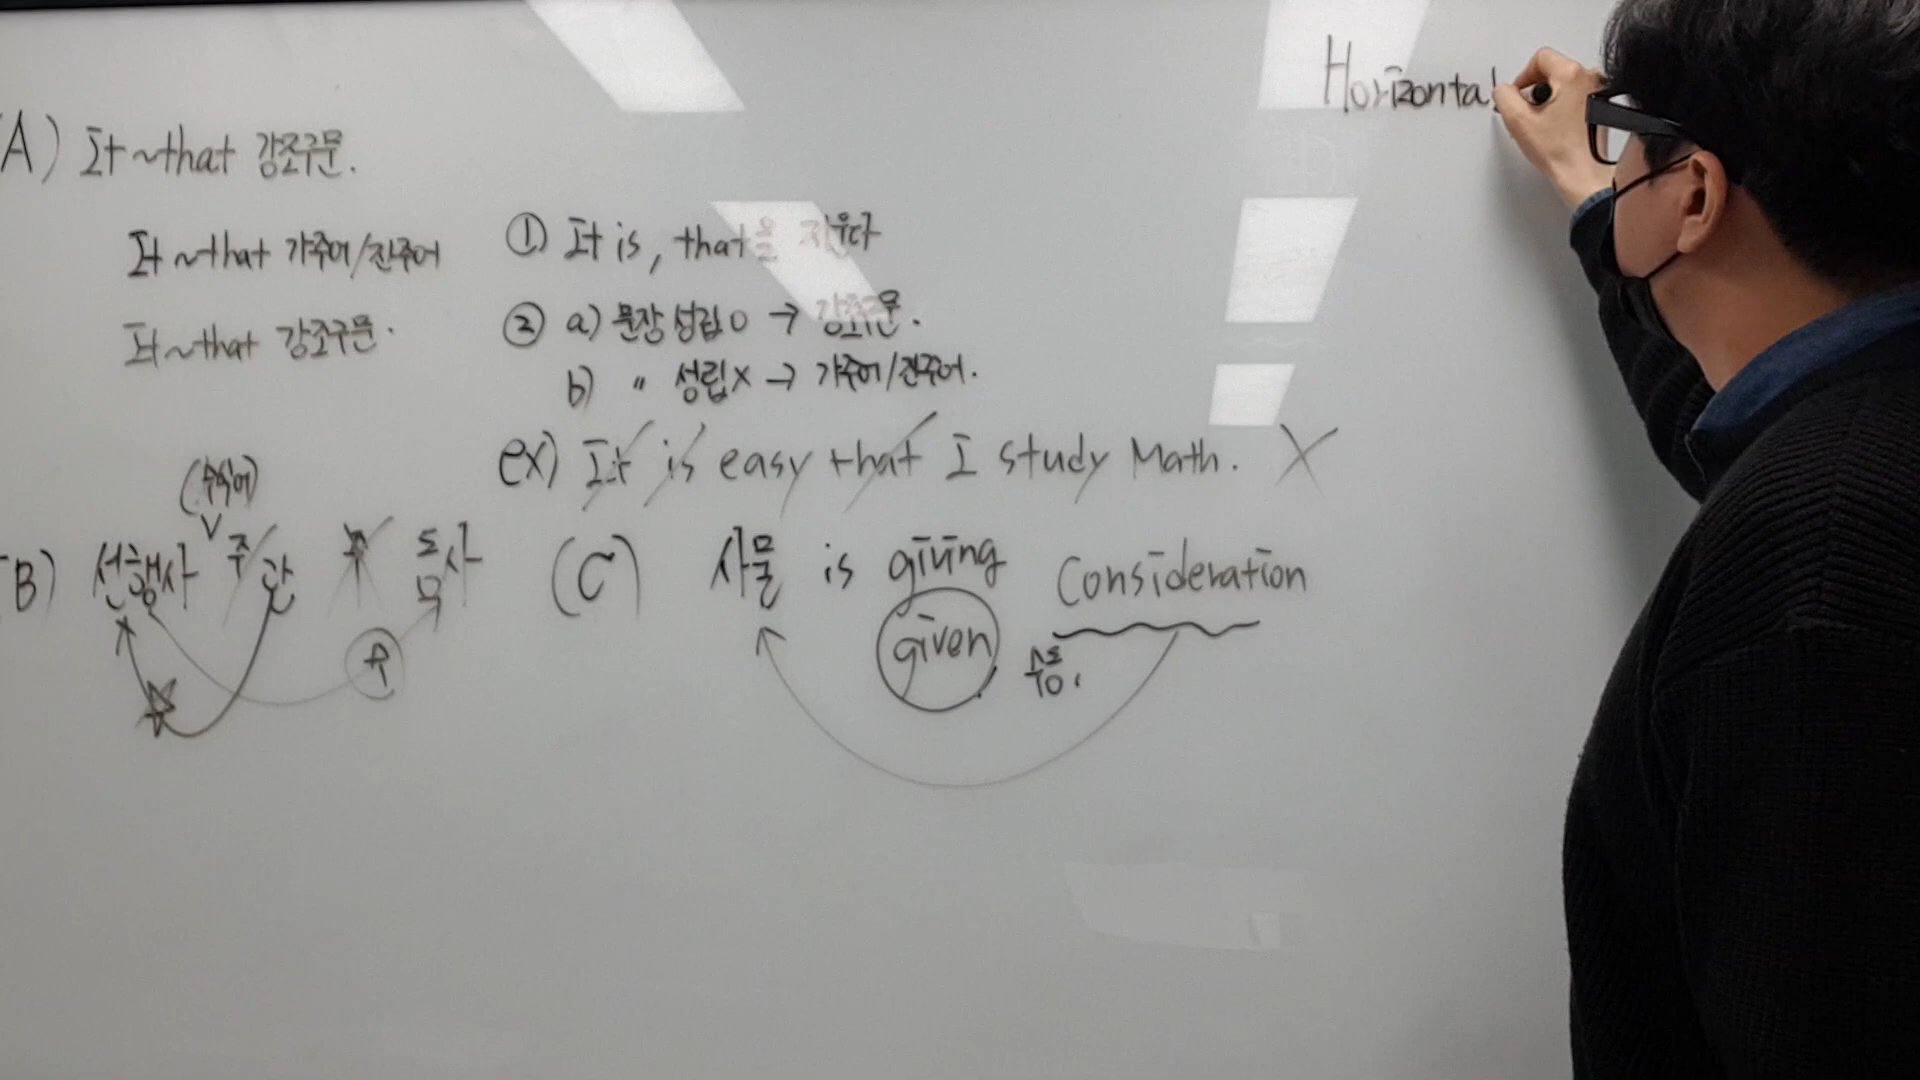 Horizontal
(A) It ~ that 강조구문.
It ~ that 가주어/진주어
It ~ that 강조구문.
① It is, that을 지운다
② a) 문장 성립 O → 강조구문.
b) 〃 성립 X → 가주어/진주어.
ex) It is easy that I study Math. X
(수식어)
(B) 선행사 ∨ 주관 주 동사
주
(C) 사물 is giving consideration
given
수동.